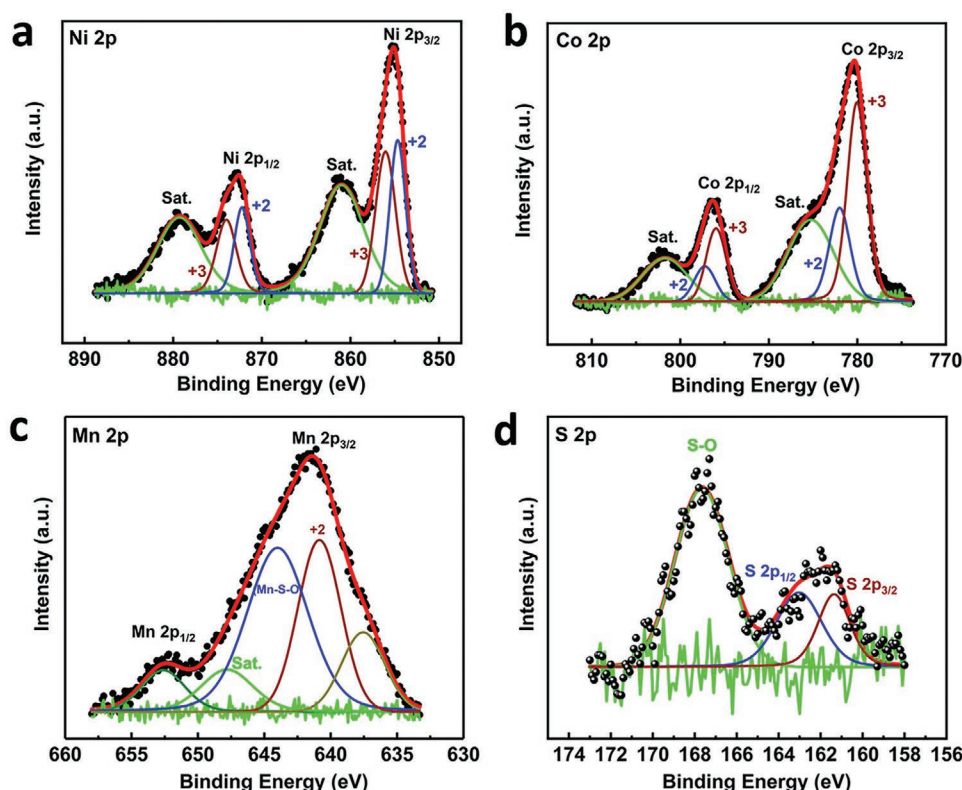 a
Ni 2p
Ni 2p3/2
+2
Ni 2p1/2
Sat.
Sat.
+2
+3
+3
Intensity (a.u.)
890 880 870 860 850
Binding Energy (eV)
b
Co 2p
Co 2p3/2
+3
Co 2p1/2
Sat.
+3
Sat.
+2
+2
Intensity (a.u.)
810 800 790 780 770
Binding Energy (eV)
c
Mn 2p
Mn 2p3/2
+2
(Mn-S-O)
Mn 2p1/2
Sat.
Intensity (a.u.)
660 655 650 645 640 635 630
Binding Energy (eV)
d
S 2p
S-O
S 2p1/2
S 2p3/2
Intensity (a.u.)
174 172 170 168 166 164 162 160 158 156
Binding Energy (eV)